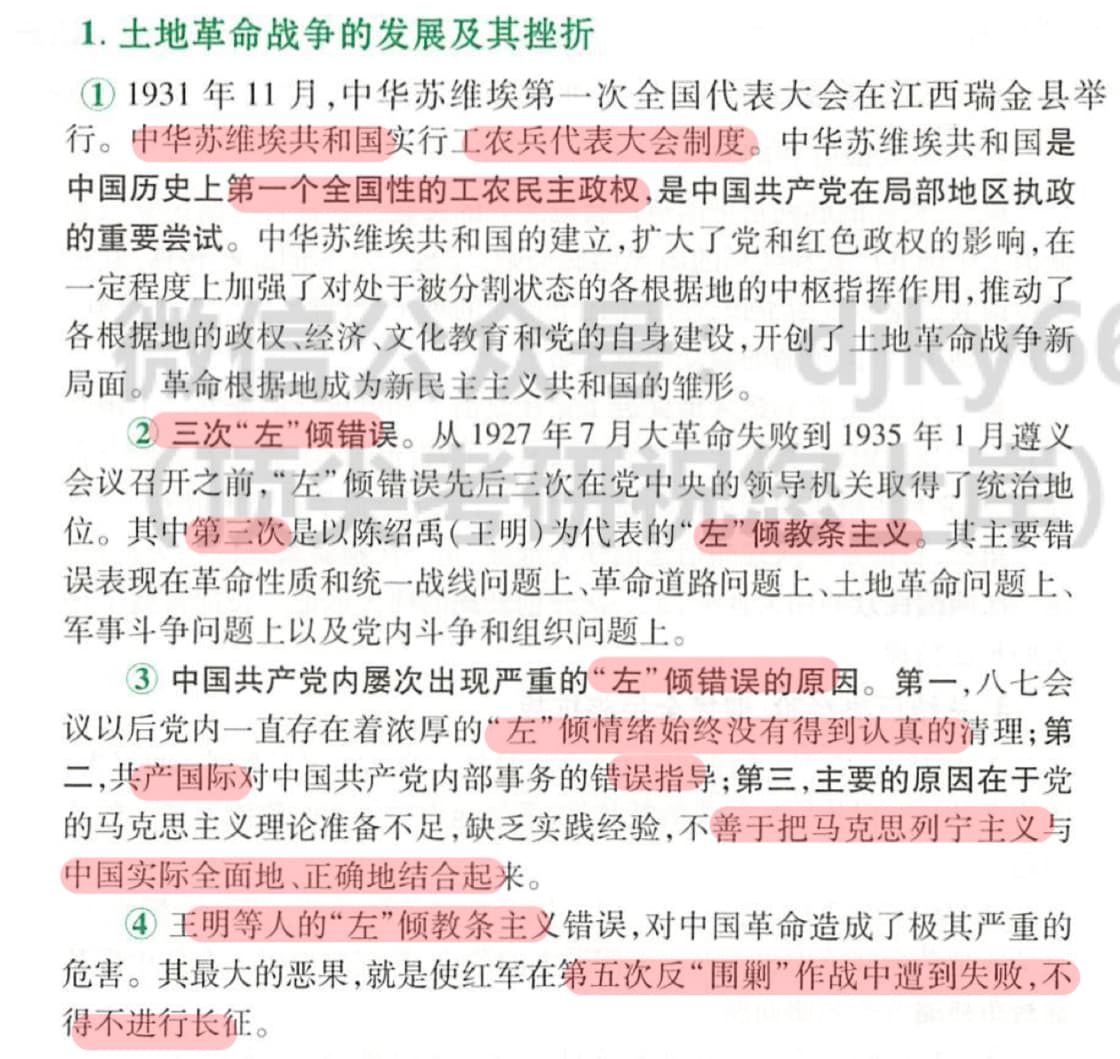 1. 土地革命战争的发展及其挫折
① 1931 年 11 月,中华苏维埃第一次全国代表大会在江西瑞金县举
行。中华苏维埃共和国实行工农兵代表大会制度。中华苏维埃共和国是
中国历史上第一个全国性的工农民主政权,是中国共产党在局部地区执政
的重要尝试。中华苏维埃共和国的建立,扩大了党和红色政权的影响,在
一定程度上加强了对处于被分割状态的各根据地的中枢指挥作用,推动了
各根据地的政权、经济、文化教育和党的自身建设,开创了土地革命战争新
局面。革命根据地成为新民主主义共和国的雏形。
② 三次“左”倾错误。从 1927 年 7 月大革命失败到 1935 年 1 月遵义
会议召开之前,“左”倾错误先后三次在党中央的领导机关取得了统治地
位。其中第三次是以陈绍禹(王明)为代表的“左”倾教条主义。其主要错
误表现在革命性质和统一战线问题上、革命道路问题上、土地革命问题上、
军事斗争问题上以及党内斗争和组织问题上。
③ 中国共产党内屡次出现严重的“左”倾错误的原因。第一,八七会
议以后党内一直存在着浓厚的“左”倾情绪始终没有得到认真的清理;第
二,共产国际对中国共产党内部事务的错误指导;第三,主要的原因在于党
的马克思主义理论准备不足,缺乏实践经验,不善于把马克思列宁主义与
中国实际全面地、正确地结合起来。
④ 王明等人的“左”倾教条主义错误,对中国革命造成了极其严重的
危害。其最大的恶果,就是使红军在第五次反“围剿”作战中遭到失败,不
得不进行长征。
微信公众号: djky66
(顶尖考研祝您上岸)